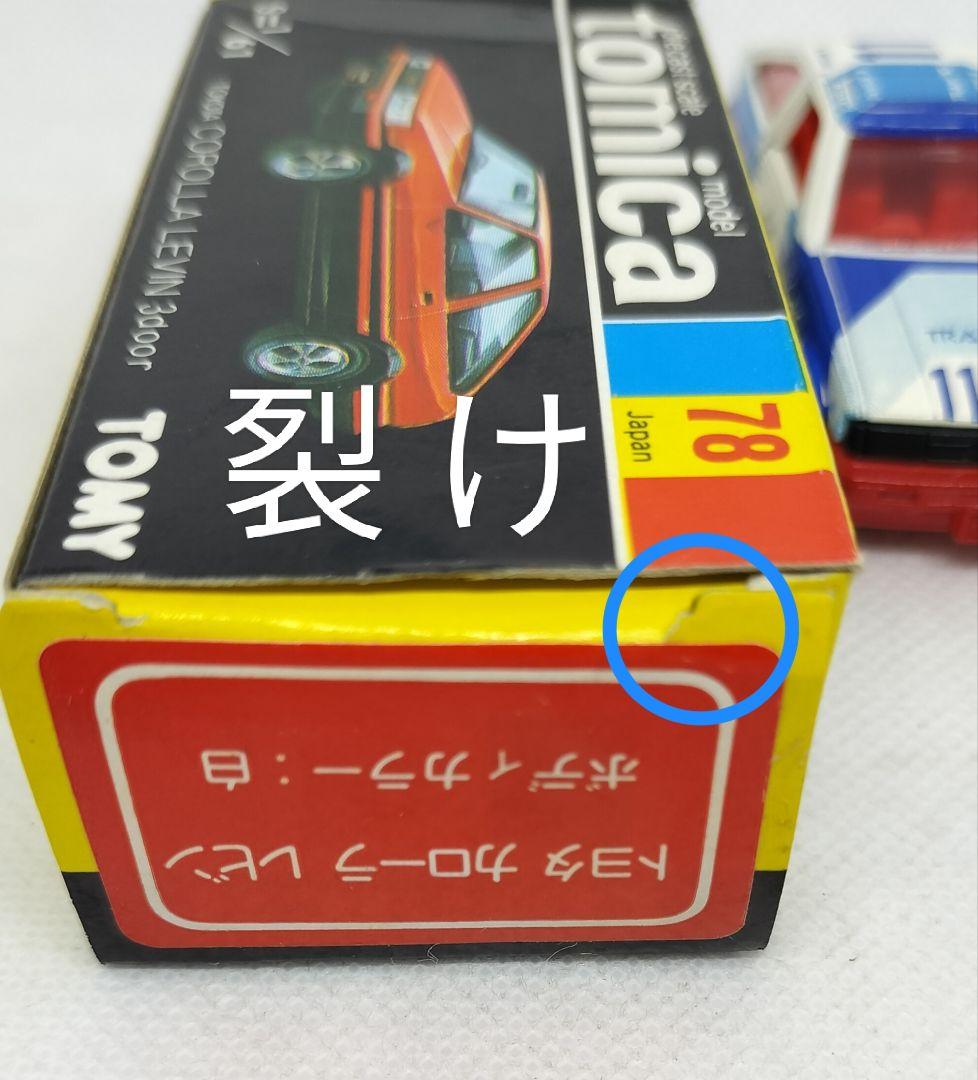 diecast scale
model
tomica
78
Japan
S=1/61
TOYOTA COROLLA LEVIN 3door
TOMY
裂け
トヨタ カローラ レビン
ボディカラー：白